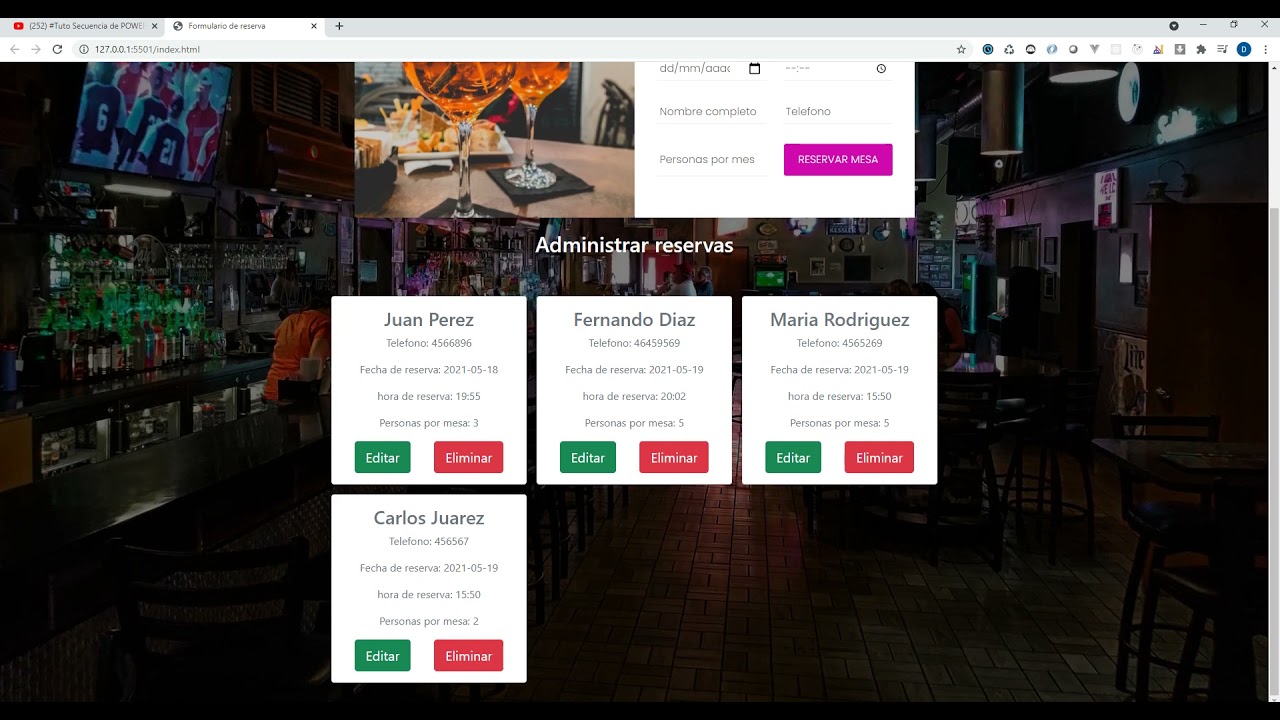 (252) #Tuto Secuencia de POWE
Formulario de reserva
127.0.0.1:5501/index.html
D
dd/mm/aaac
--:--
Nombre completo
Telefono
Personas por mes
RESERVAR MESA
Administrar reservas
Juan Perez
Telefono: 4566896
Fecha de reserva: 2021-05-18
hora de reserva: 19:55
Personas por mesa: 3
Editar
Eliminar
Fernando Diaz
Telefono: 46459569
Fecha de reserva: 2021-05-19
hora de reserva: 20:02
Personas por mesa: 5
Editar
Eliminar
Maria Rodriguez
Telefono: 4565269
Fecha de reserva: 2021-05-19
hora de reserva: 15:50
Personas por mesa: 5
Editar
Eliminar
Carlos Juarez
Telefono: 456567
Fecha de reserva: 2021-05-19
hora de reserva: 15:50
Personas por mesa: 2
Editar
Eliminar
KESSLER
Lite
6
21